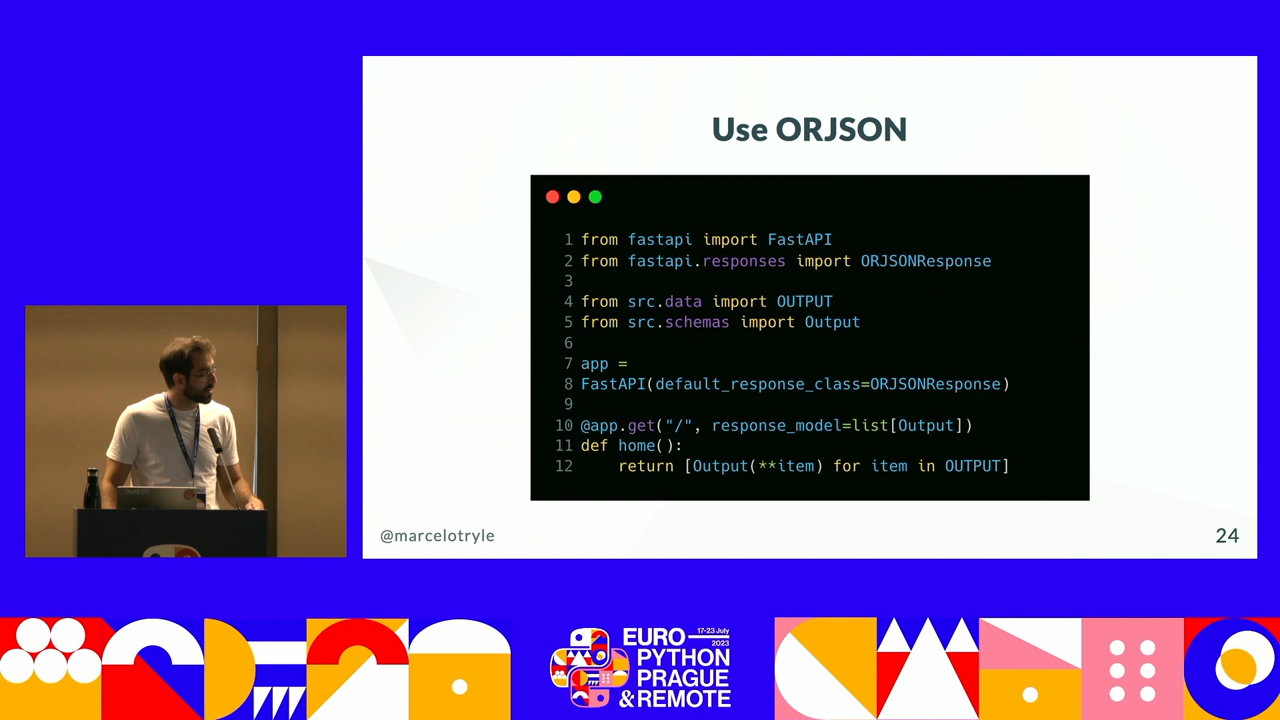 Use ORJSON
1 from fastapi import FastAPI
2 from fastapi.responses import ORJSONResponse
3
4 from src.data import OUTPUT
5 from src.schemas import Output
6
7 app =
8 FastAPI(default_response_class=ORJSONResponse)
9
10 @app.get("/", response_model=list[Output])
11 def home():
12     return [Output(**item) for item in OUTPUT]
@marcelotryle
24
EURO
17-23 July
2023
PYTHON
PRAGUE
& REMOTE